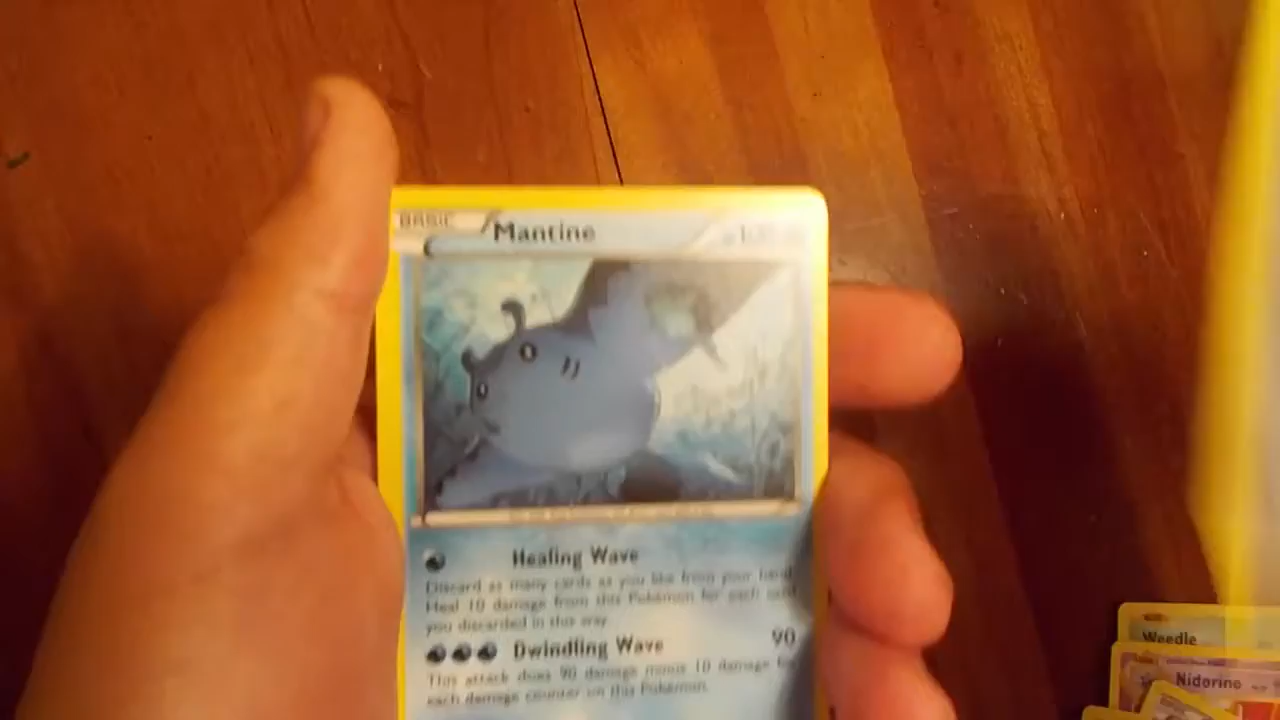 BASIC
Mantine
Healing Wave
Discard as many cards as you like from your hand.
Heal 10 damage from this Pokémon for each card
you discarded in this way.
Dwindling Wave 90
This attack does 90 damage minus 10 damage for
each damage counter on this Pokémon.
Weedle
Nidorino